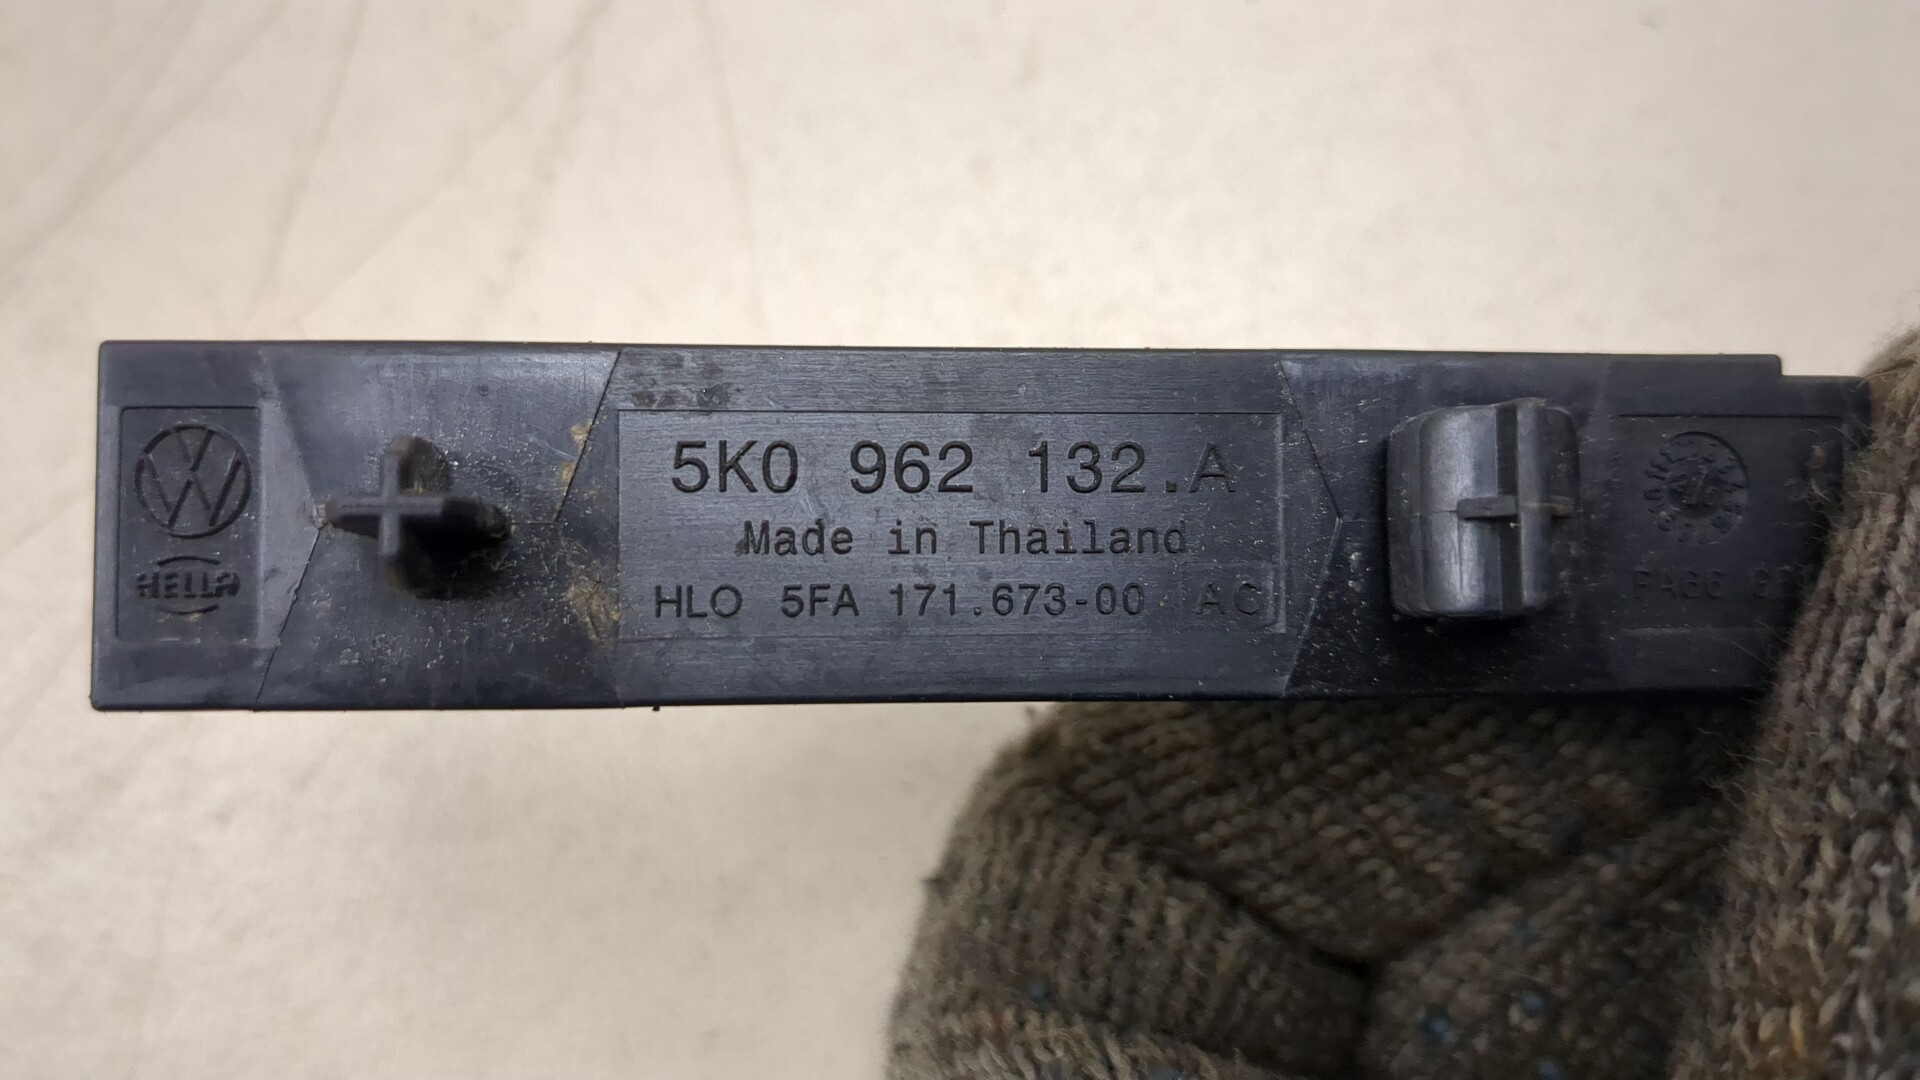 5K0 962 132.A
Made in Thailand
HLO 5FA 171.673-00 AC
HELLA